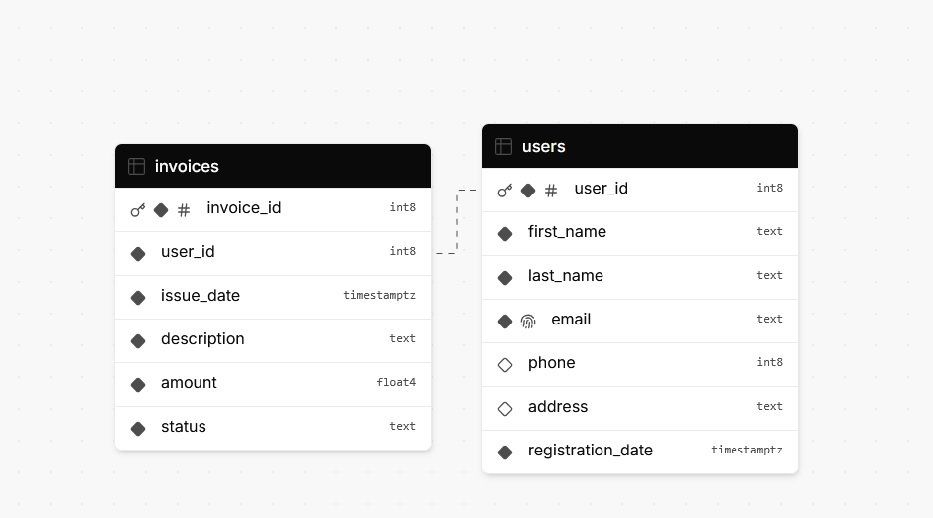 invoices
invoice_id int8
user_id int8
issue_date timestamptz
description text
amount float4
status text
users
user_id int8
first_name text
last_name text
email text
phone int8
address text
registration_date timestamptz